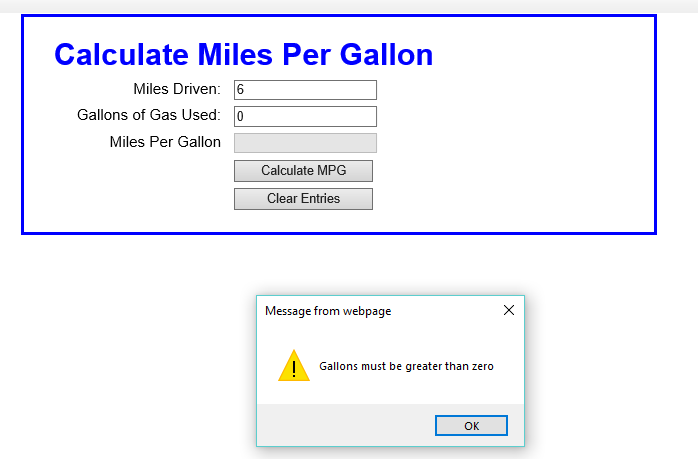 Calculate Miles Per Gallon
Miles Driven: 6
Gallons of Gas Used: 0
Miles Per Gallon
Calculate MPG
Clear Entries
Message from webpage
Gallons must be greater than zero
OK